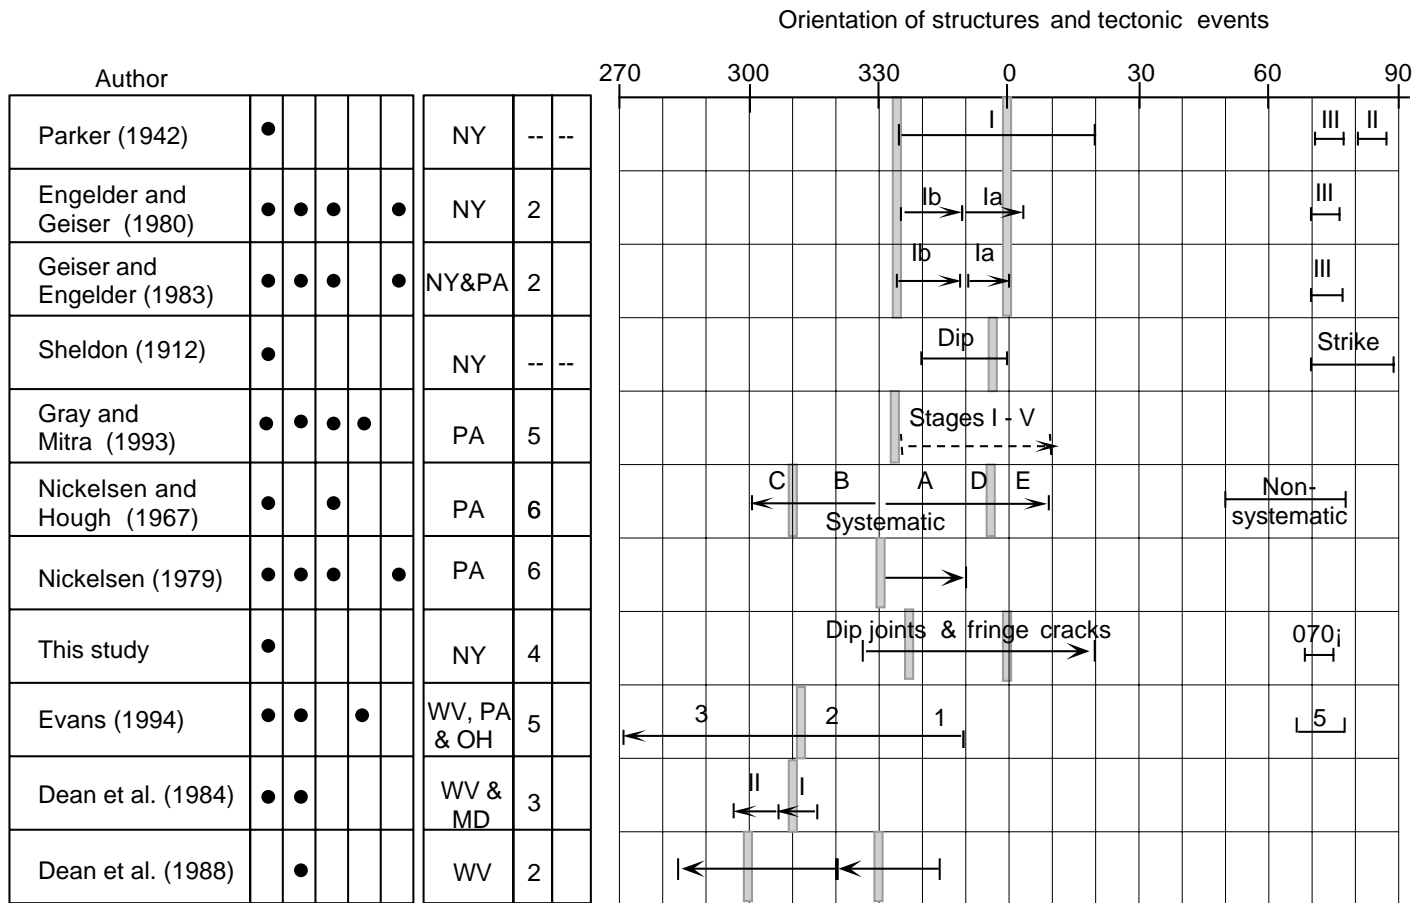 Orientation of structures and tectonic events
270 300 330 0 30 60 90
Author
Parker (1942) NY -- -- I III II
Engelder and
Geiser (1980) NY 2 Ib Ia III
Geiser and
Engelder (1983) NY&PA 2 Ib Ia III
Sheldon (1912) NY -- -- Dip Strike
Gray and
Mitra (1993) PA 5 Stages I - V
Nickelsen and
Hough (1967) PA 6 C B A D E Non-
Systematic systematic
Nickelsen (1979) PA 6
This study NY 4 Dip joints & fringe cracks 070¡
Evans (1994) WV, PA
& OH 5 3 2 1 5
Dean et al. (1984) WV &
MD 3 II I
Dean et al. (1988) WV 2